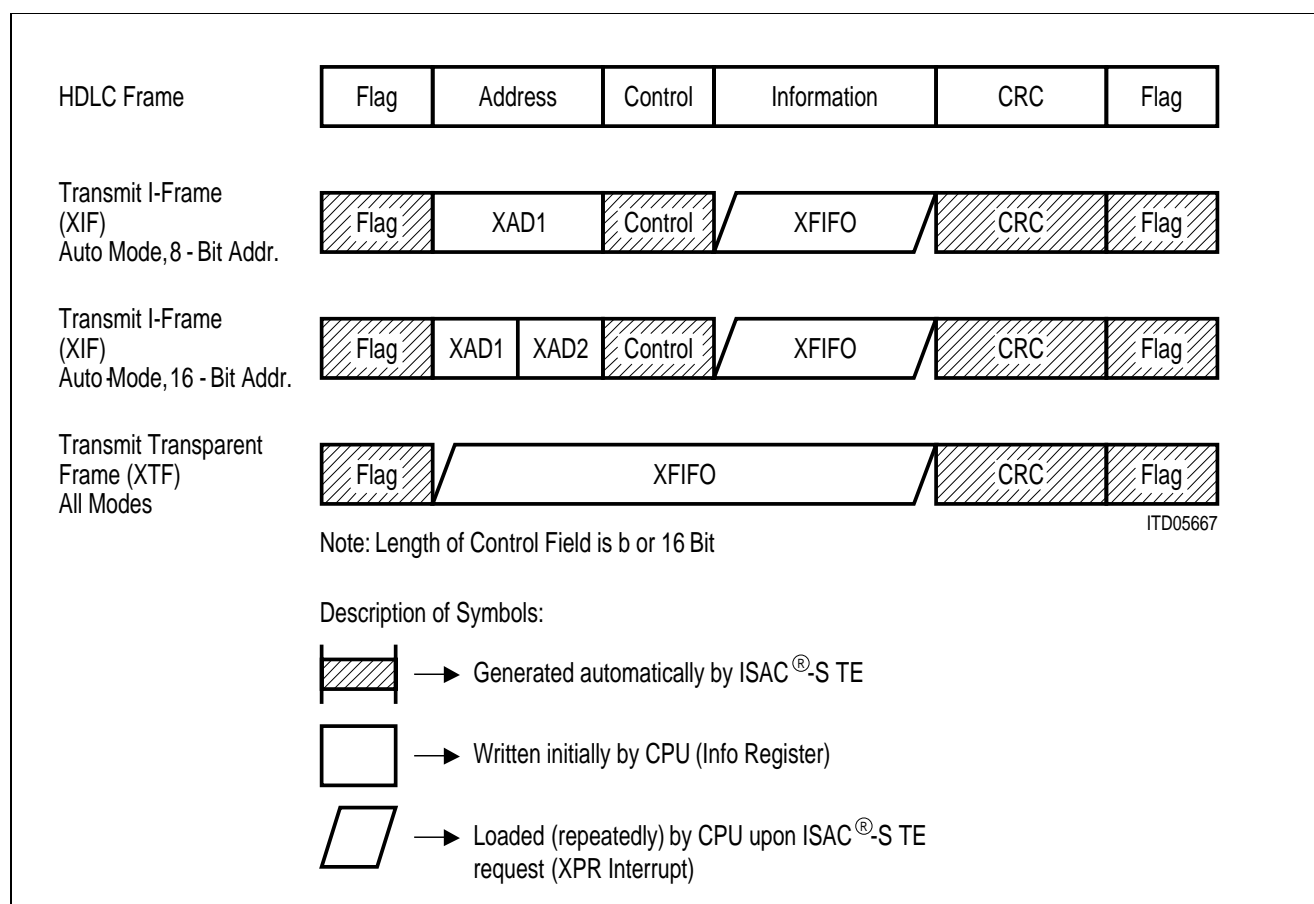 HDLC Frame
Flag Address Control Information CRC Flag
Transmit I-Frame
(XIF)
Auto Mode, 8 - Bit Addr.
Flag XAD1 Control XFIFO CRC Flag
Transmit I-Frame
(XIF)
Auto-Mode, 16 - Bit Addr.
Flag XAD1 XAD2 Control XFIFO CRC Flag
Transmit Transparent
Frame (XTF)
All Modes
Flag XFIFO CRC Flag
ITD05667
Note: Length of Control Field is b or 16 Bit
Description of Symbols:
Generated automatically by ISAC®-S TE
Written initially by CPU (Info Register)
Loaded (repeatedly) by CPU upon ISAC®-S TE
request (XPR Interrupt)